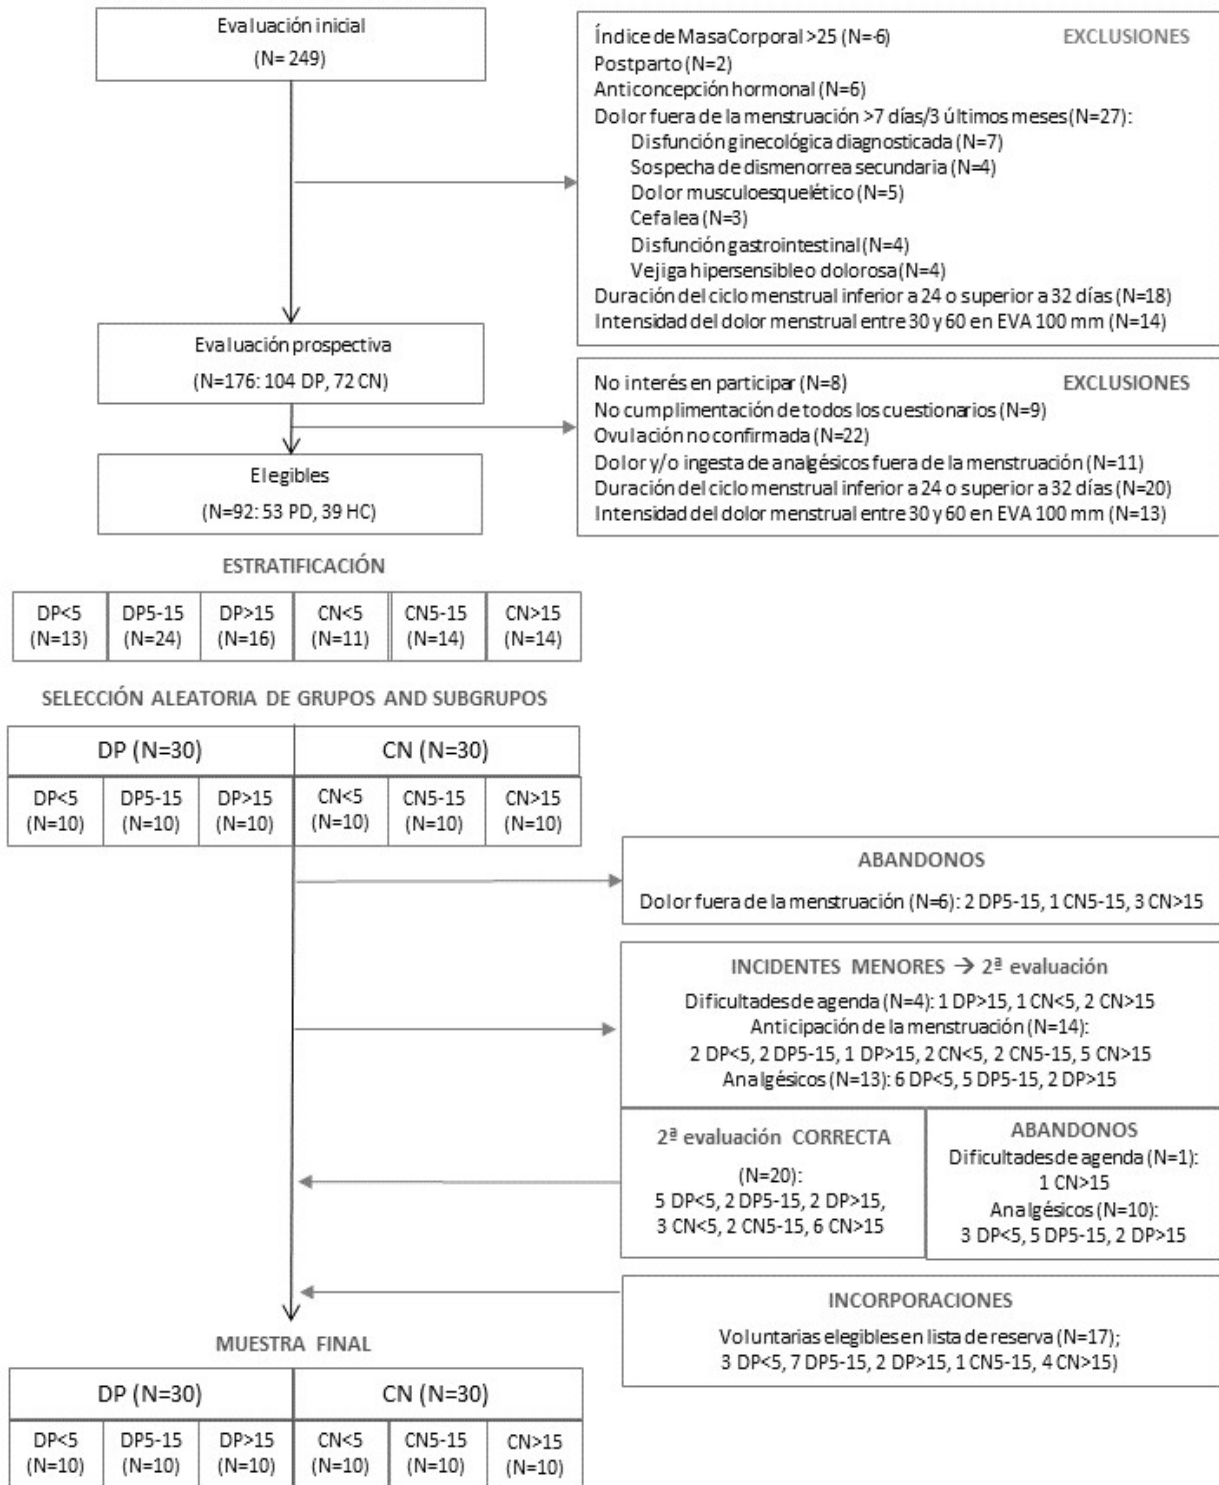 Evaluación inicial
(N= 249)
Índice de MasaCorporal >25 (N=6)
EXCLUSIONES
Postparto (N=2)
Anticoncepción hormonal (N=6)
Dolor fuera de la menstruación >7 días/3 últimos meses (N=27):
Disfunción ginecológica diagnosticada (N=7)
Sospecha de dismenorrea secundaria (N=4)
Dolor musculoesquelético (N=5)
Cefalea (N=3)
Disfunción gastrointestinal (N=4)
Vejiga hipersensible o dolorosa (N=4)
Duración del ciclo menstrual inferior a 24 o superior a 32 días (N=18)
Intensidad del dolor menstrual entre 30 y 60 en EVA 100 mm (N=14)
Evaluación prospectiva
(N=176: 104 DP, 72 CN)
No interés en participar (N=8)
EXCLUSIONES
No cumplimentación de todos los cuestionarios (N=9)
Ovulación no confirmada (N=22)
Dolor y/o ingesta de analgésicos fuera de la menstruación (N=11)
Duración del ciclo menstrual inferior a 24 o superior a 32 días (N=20)
Intensidad del dolor menstrual entre 30 y 60 en EVA 100 mm (N=13)
Elegibles
(N=92: 53 PD, 39 HC)
ESTRATIFICACIÓN
DP<5 DP5-15 DP>15 CN<5 CN5-15 CN>15
(N=13) (N=24) (N=16) (N=11) (N=14) (N=14)
SELECCIÓN ALEATORIA DE GRUPOS AND SUBGRUPOS
DP (N=30) CN (N=30)
DP<5 DP5-15 DP>15 CN<5 CN5-15 CN>15
(N=10) (N=10) (N=10) (N=10) (N=10) (N=10)
ABANDONOS
Dolor fuera de la menstruación (N=6): 2 DP5-15, 1 CN5-15, 3 CN>15
INCIDENTES MENORES → 2ª evaluación
Dificultades de agenda (N=4): 1 DP>15, 1 CN<5, 2 CN>15
Anticipación de la menstruación (N=14):
2 DP<5, 2 DP5-15, 1 DP>15, 2 CN<5, 2 CN5-15, 5 CN>15
Analgésicos (N=13): 6 DP<5, 5 DP5-15, 2 DP>15
2ª evaluación CORRECTA
(N=20):
5 DP<5, 2 DP5-15, 2 DP>15,
3 CN<5, 2 CN5-15, 6 CN>15
ABANDONOS
Dificultades de agenda (N=1):
1 CN>15
Analgésicos (N=10):
3 DP<5, 5 DP5-15, 2 DP>15
INCORPORACIONES
Voluntarias elegibles en lista de reserva (N=17);
3 DP<5, 7 DP5-15, 2 DP>15, 1 CN5-15, 4 CN>15)
MUESTRA FINAL
DP (N=30) CN (N=30)
DP<5 DP5-15 DP>15 CN<5 CN5-15 CN>15
(N=10) (N=10) (N=10) (N=10) (N=10) (N=10)